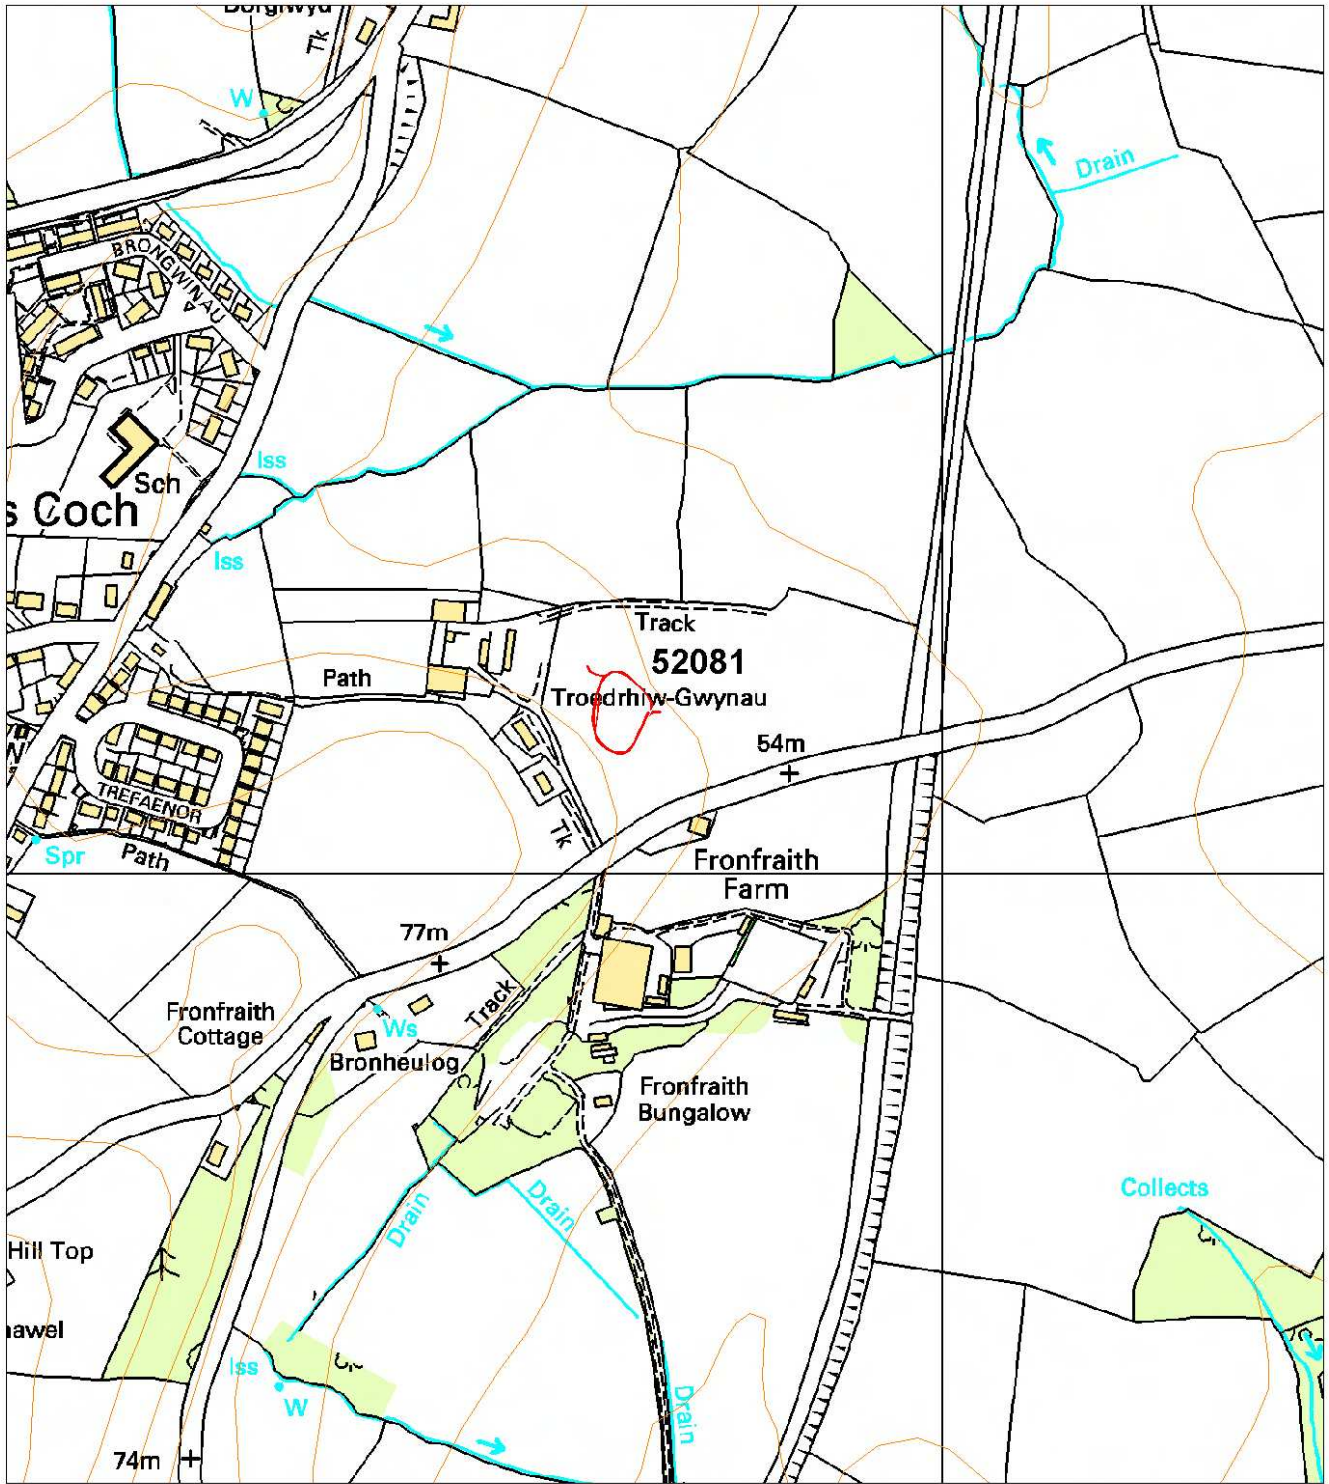 Tk
W
Drain
BRONGWINAU
Iss
Sch
s Coch
Iss
Track
52081
Path
Troedrhiw-Gwynau
54m
TREFAENOR
Tk
Spr
Path
Fronfraith
Farm
77m
Fronfraith
Cottage
Track
Ws
Bronheulog
Fronfraith
Bungalow
Drain
Drain
Collects
Hill Top
nawel
Iss
W
Drain
74m